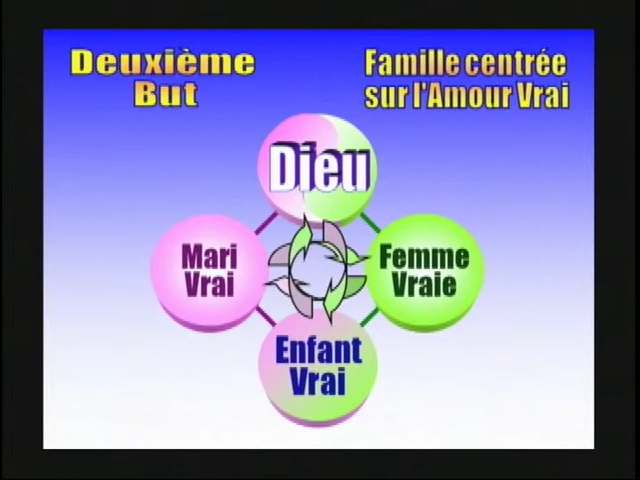 Deuxième
But
Famille centrée
sur l'Amour Vrai
Dieu
Mari
Vrai
Femme
Vraie
Enfant
Vrai